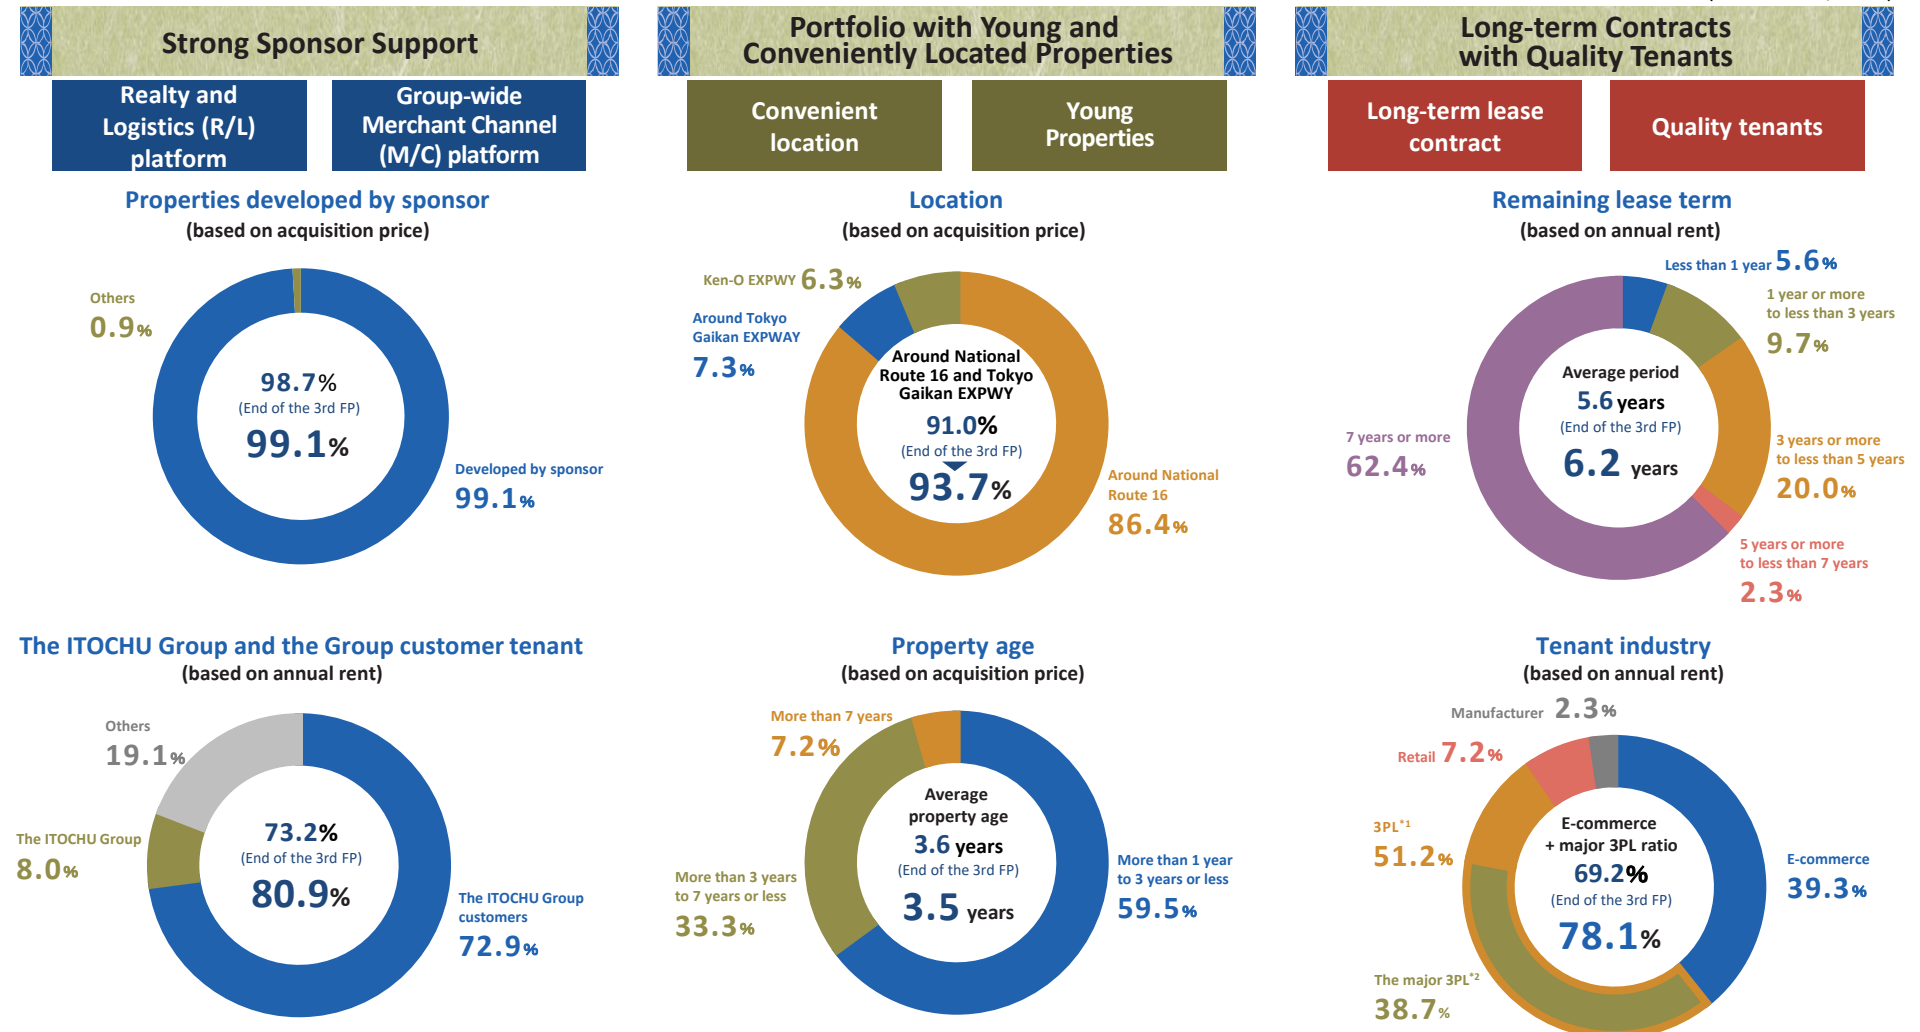 Strong Sponsor Support
Realty and
Logistics (R/L)
platform
Group-wide
Merchant Channel
(M/C) platform
Properties developed by sponsor
(based on acquisition price)
Others
0.9%
98.7%
(End of the 3rd FP)
99.1%
Developed by sponsor
99.1%
The ITOCHU Group and the Group customer tenant
(based on annual rent)
Others
19.1%
The ITOCHU Group
8.0%
73.2%
(End of the 3rd FP)
80.9%
The ITOCHU Group
customers
72.9%
Portfolio with Young and
Conveniently Located Properties
Convenient
location
Young
Properties
Location
(based on acquisition price)
Ken-O EXPWY 6.3%
Around Tokyo
Gaikan EXPWAY
7.3%
Around National
Route 16 and Tokyo
Gaikan EXPWY
91.0%
(End of the 3rd FP)
93.7%
Around National
Route 16
86.4%
Property age
(based on acquisition price)
More than 7 years
7.2%
Average
property age
3.6 years
(End of the 3rd FP)
3.5 years
More than 3 years
to 7 years or less
33.3%
More than 1 year
to 3 years or less
59.5%
Long-term Contracts
with Quality Tenants
Long-term lease
contract
Quality tenants
Remaining lease term
(based on annual rent)
Less than 1 year 5.6%
1 year or more
to less than 3 years
9.7%
Average period
5.6 years
(End of the 3rd FP)
6.2 years
7 years or more
62.4%
3 years or more
to less than 5 years
20.0%
5 years or more
to less than 7 years
2.3%
Tenant industry
(based on annual rent)
Manufacturer 2.3%
Retail 7.2%
3PL*1
51.2%
E-commerce
+ major 3PL ratio
69.2%
(End of the 3rd FP)
78.1%
E-commerce
39.3%
The major 3PL*2
38.7%